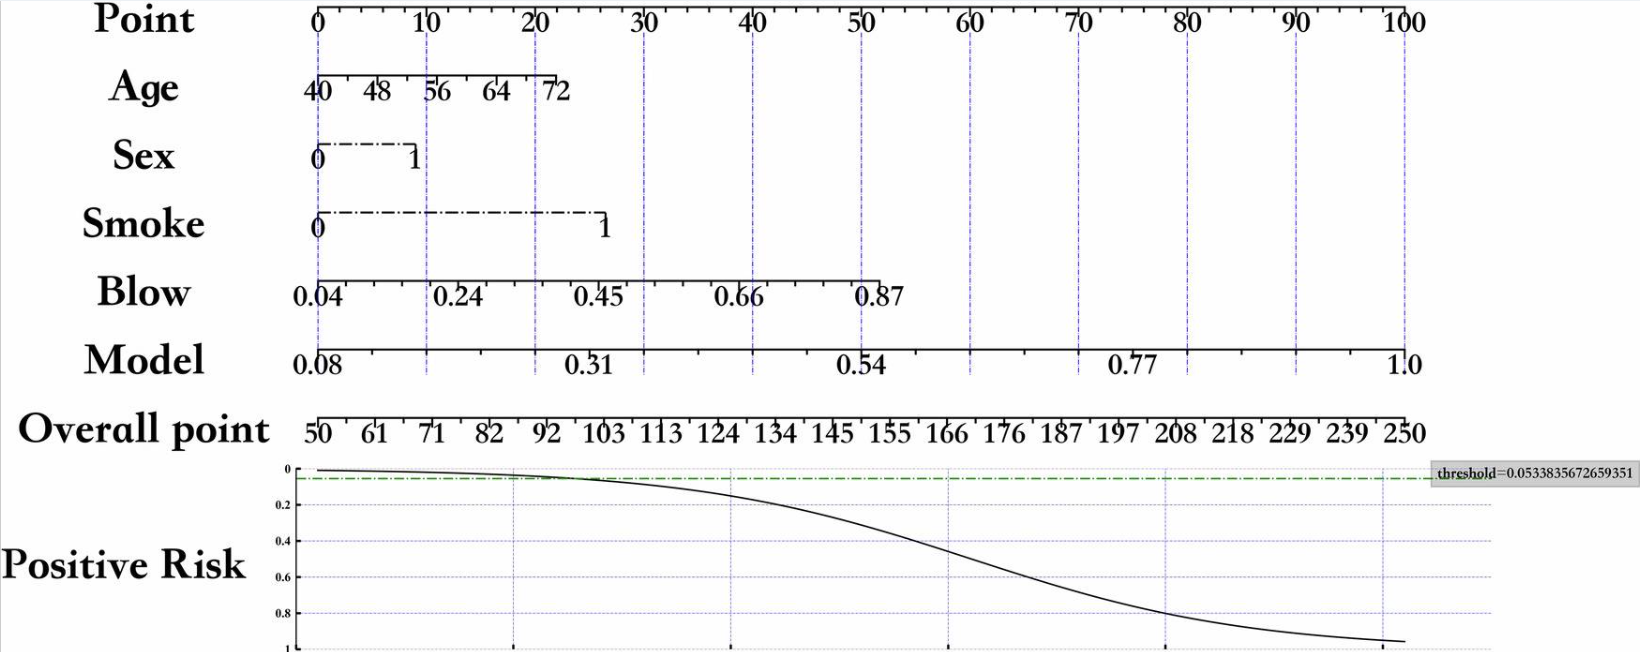 Point 0 10 20 30 40 50 60 70 80 90 100
Age 40 48 56 64 72
Sex 0 1
Smoke 0 1
Blow 0.04 0.24 0.45 0.66 0.87
Model 0.08 0.31 0.54 0.77 1.0
Overall point 50 61 71 82 92 103 113 124 134 145 155 166 176 187 197 208 218 229 239 250
0
threshold=0.0533835672659351
0.2
0.4
Positive Risk
0.6
0.8
1